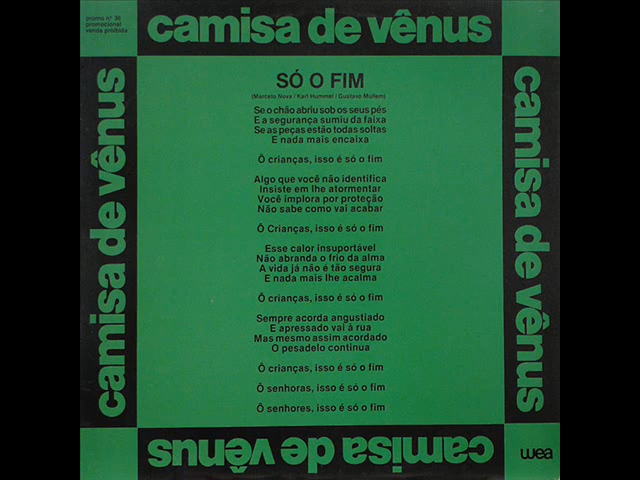 promo nº 36
promocional
venda proibida
camisa de vênus
camisa de vênus
SÓ O FIM
(Marcelo Nova / Karl Hummel / Gustavo Mullem)
Se o chão abriu sob os seus pés
E a segurança sumiu da faixa
Se as peças estão todas soltas
E nada mais encaixa
Ô crianças, isso é só o fim
Algo que você não identifica
Insiste em lhe atormentar
Você implora por proteção
Não sabe como vai acabar
Ô Crianças, isso é só o fim
Esse calor insuportável
Não abranda o frio da alma
A vida já não é tão segura
E nada mais lhe acalma
Ô crianças, isso é só o fim
Sempre acorda angustiado
E apressado vai à rua
Mas mesmo assim acordado
O pesadelo continua
Ô crianças, isso é só o fim
Ô senhoras, isso é só o fim
Ô senhores, isso é só o fim
camisa de vênus
camisa de vênus
wea